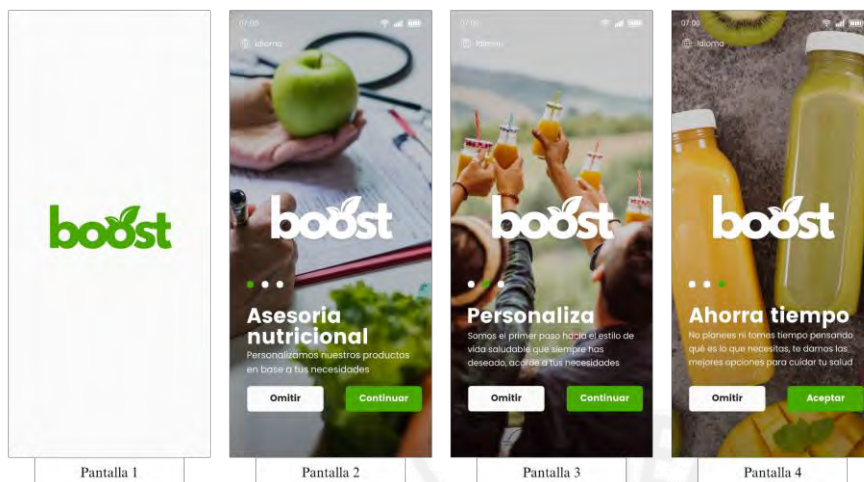 boost
Pantalla 1
07:00
Idioma
boost
Asesoria
nutricional
Personalizamos nuestros productos
en base a tus necesidades
Omitir
Continuar
Pantalla 2
07:00
Idioma
boost
Personaliza
Somos el primer paso hacia el estilo de
vida saludable que siempre has
deseado, acorde a tus necesidades
Omitir
Continuar
Pantalla 3
07:00
Idioma
boost
Ahorra tiempo
No planees ni tomes tiempo pensando
qué es lo que necesitas, te damos las
mejores opciones para cuidar tu salud
Omitir
Aceptar
Pantalla 4